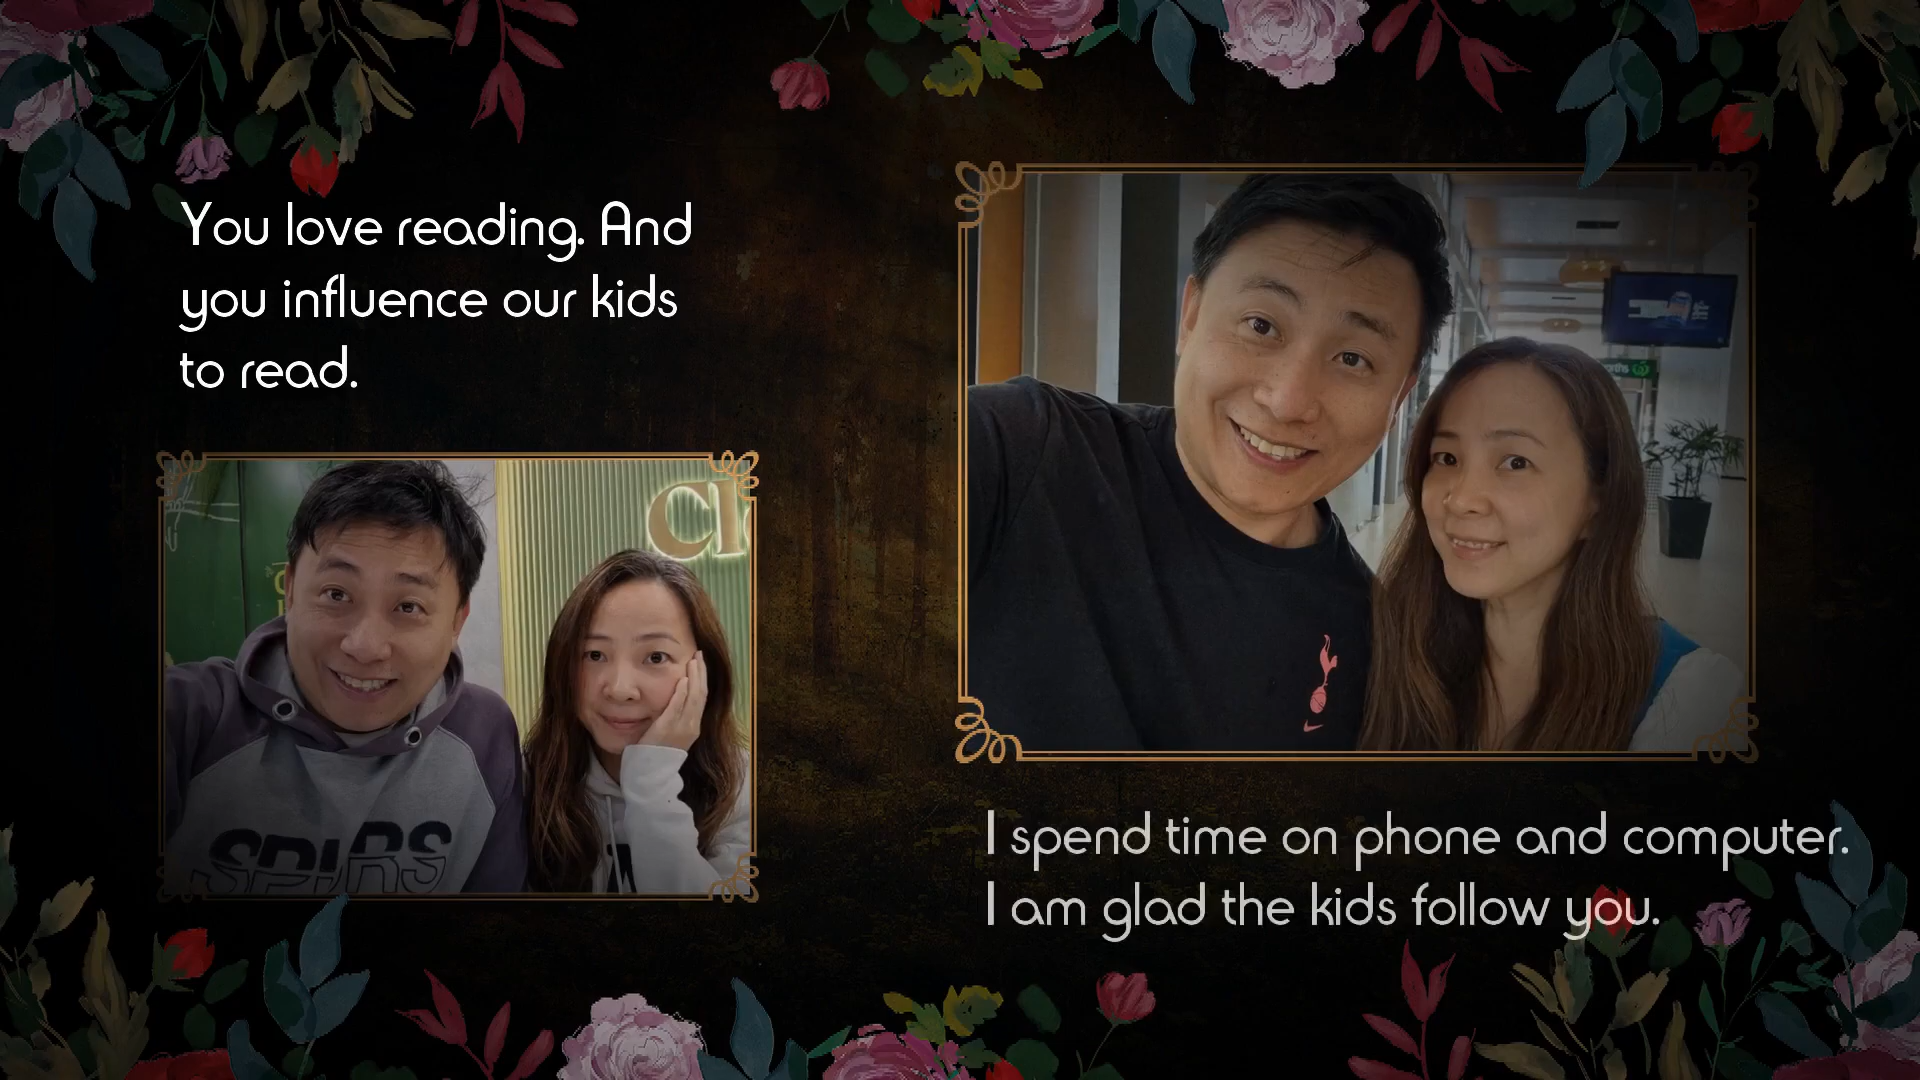 You love reading. And
you influence our kids
to read.
SPURS
I spend time on phone and computer.
I am glad the kids follow you.